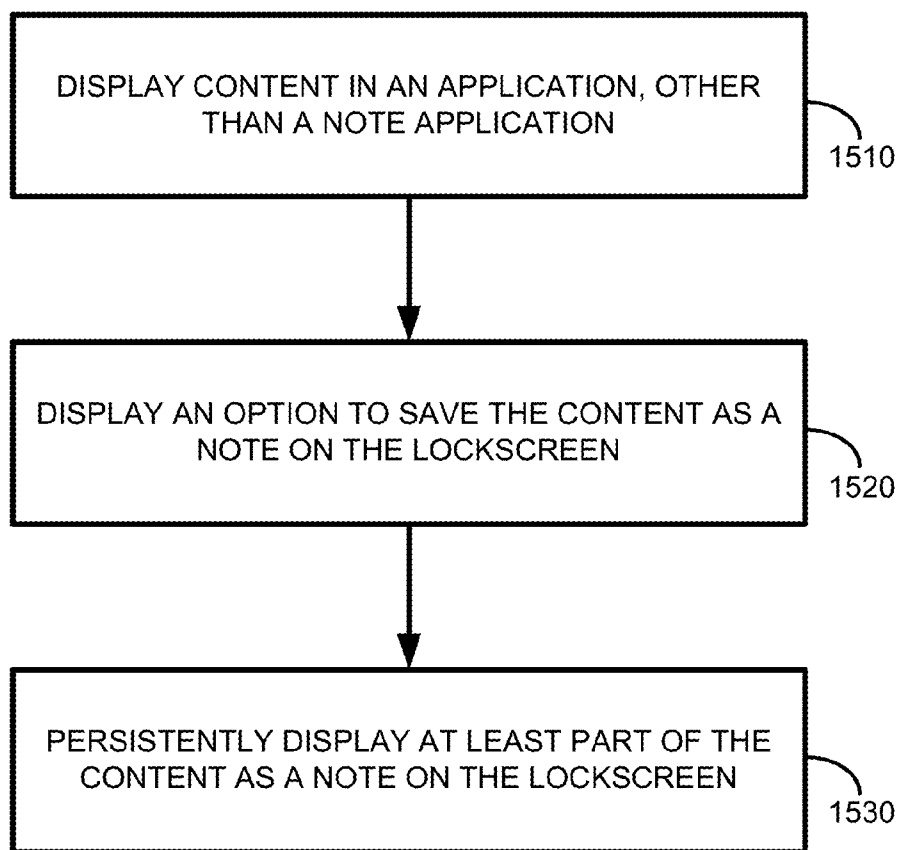 DISPLAY CONTENT IN AN APPLICATION, OTHER
THAN A NOTE APPLICATION
1510
DISPLAY AN OPTION TO SAVE THE CONTENT AS A
NOTE ON THE LOCKSCREEN
1520
PERSISTENTLY DISPLAY AT LEAST PART OF THE
CONTENT AS A NOTE ON THE LOCKSCREEN
1530